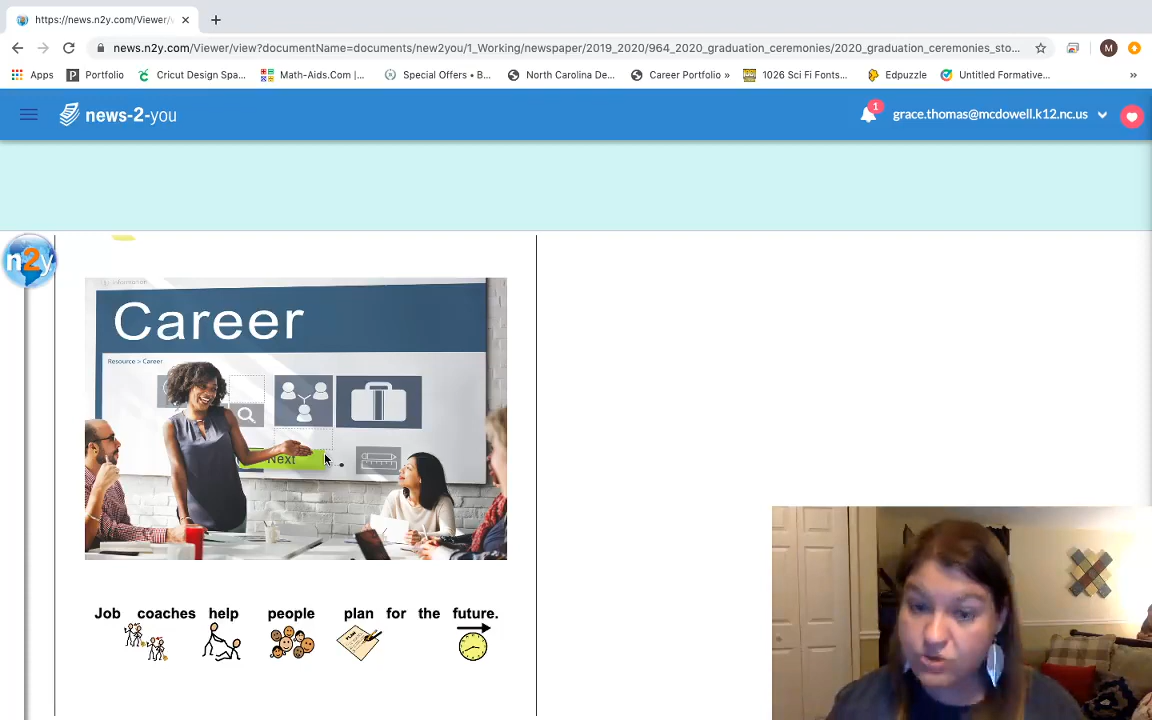 https://news.n2y.com/Viewer/v
news.n2y.com/Viewer/view?documentName=documents/new2you/1_Working/newspaper/2019_2020/964_2020_graduation_ceremonies/2020_graduation_ceremonies_sto...
M
Apps Portfolio Cricut Design Spa... Math-Aids.Com |... Special Offers • B... North Carolina De... Career Portfolio » 1026 Sci Fi Fonts... Edpuzzle Untitled Formative... »
news-2-you 1 grace.thomas@mcdowell.k12.nc.us
n2y
Career
Resource > Career
Next
Job coaches help people plan for the future.
PLAN